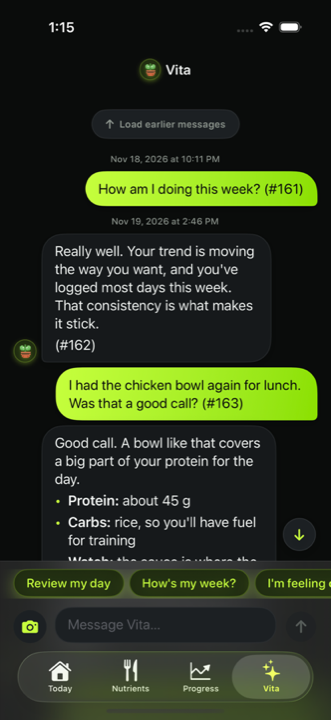 1:15
Vita
↑ Load earlier messages
Nov 18, 2026 at 10:11 PM
How am I doing this week? (#161)
Nov 19, 2026 at 2:46 PM
Really well. Your trend is moving
the way you want, and you've
logged most days this week.
That consistency is what makes
it stick.
(#162)
I had the chicken bowl again for lunch.
Was that a good call? (#163)
Good call. A bowl like that covers
a big part of your protein for the
day.
• Protein: about 45 g
• Carbs: rice, so you'll have fuel
for training
Review my day
How's my week?
I'm feeling
Message Vita...
Today
Nutrients
Progress
Vita